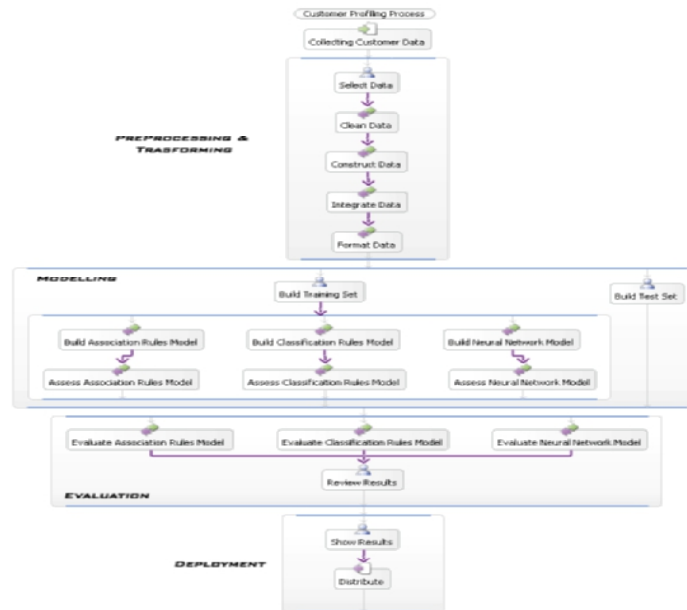 Customer Profiling Process
Collecting Customer Data
Select Data
Clean Data
PREPROCESSING &
TRASFORMING
Construct Data
Integrate Data
Format Data
MODELLING
Build Training Set
Build Test Set
Build Association Rules Model
Build Classification Rules Model
Build Neural Network Model
Assess Association Rules Model
Assess Classification Rules Model
Assess Neural Network Model
Evaluate Association Rules Model
Evaluate Classification Rules Model
Evaluate Neural Network Model
Review Results
EVALUATION
Show Results
DEPLOYMENT
Distribute